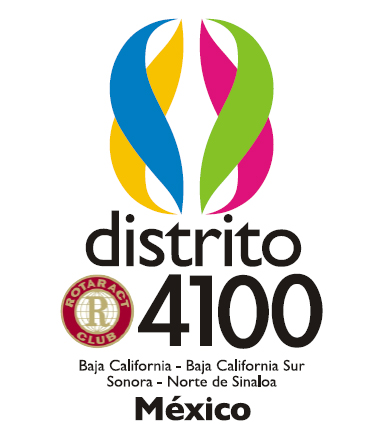 distrito
ROTARACT
R
CLUB
4100
Baja California - Baja California Sur
Sonora - Norte de Sinaloa
México